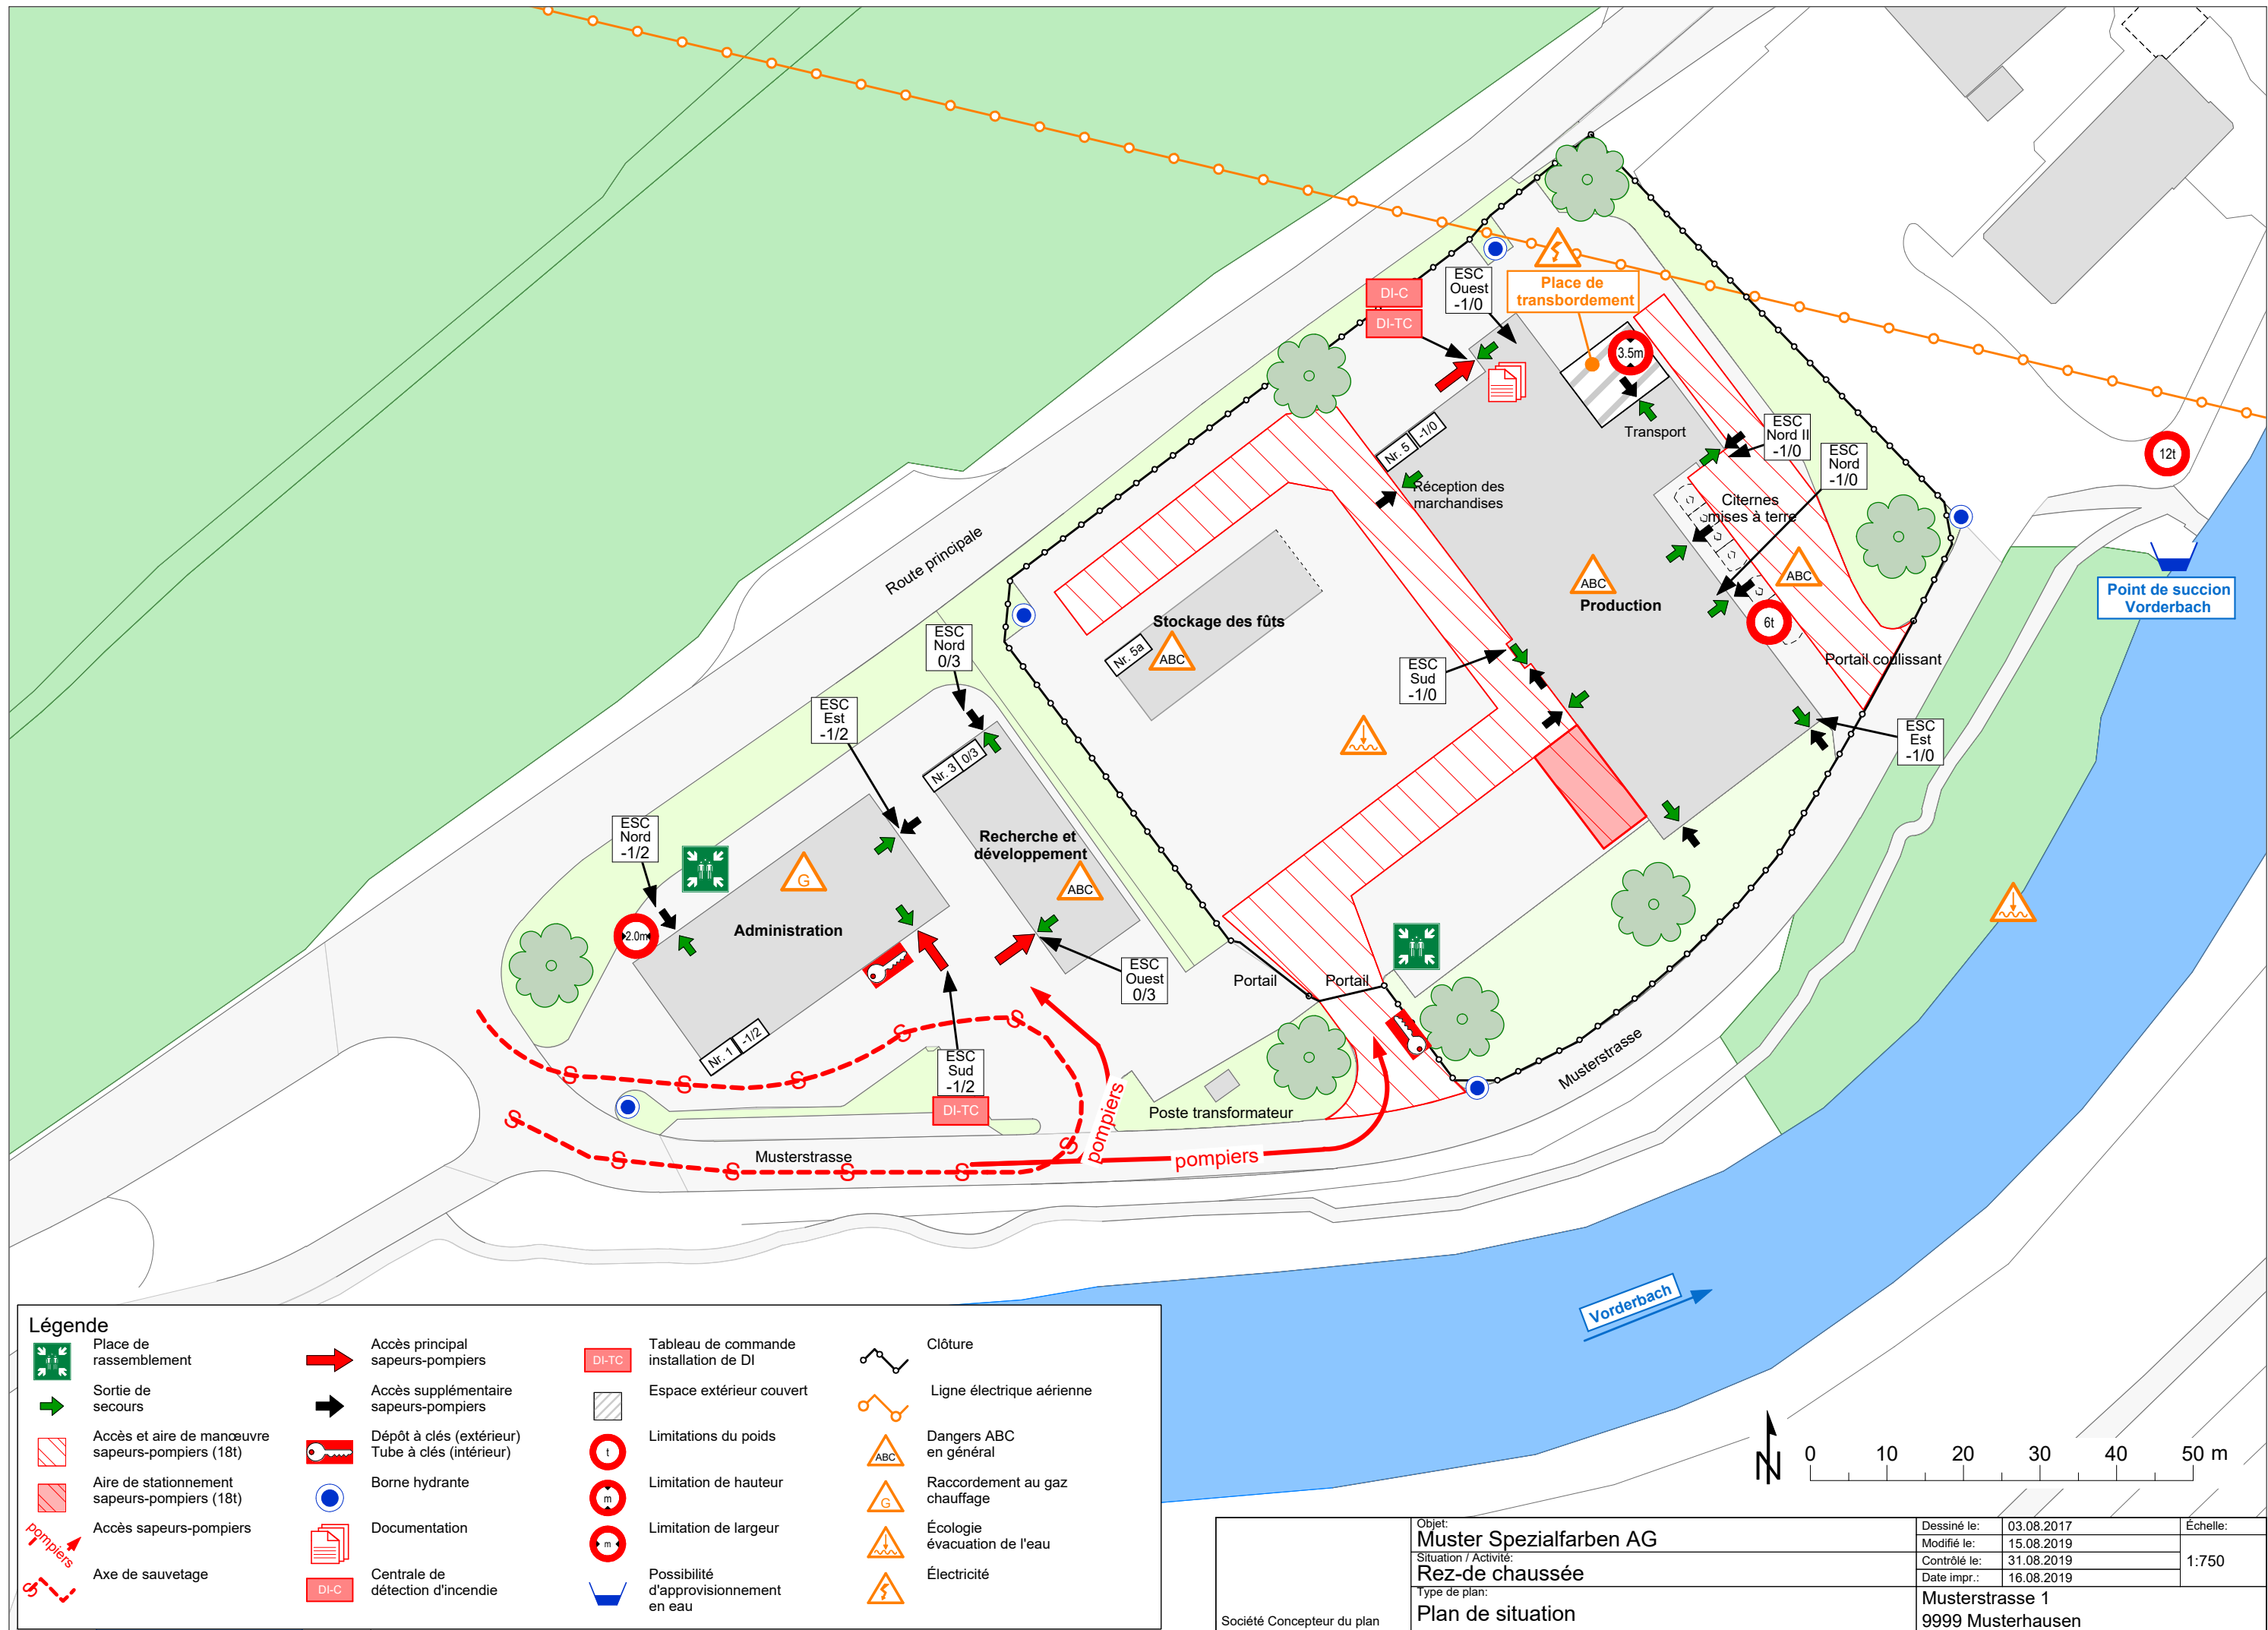 DI-C
DI-TC
ESC
Ouest
-1/0
Place de
transbordement
3.5m
Transport
ESC
Nord II
-1/0
ESC
Nord
-1/0
12t
Nr. 5
-1/0
Réception des
marchandises
Citernes
mises à terre
Route principale
ABC
ABC
Production
Point de succion
Vorderbach
6t
Stockage des fûts
Nr. 5a
ABC
ESC
Nord
0/3
ESC
Sud
-1/0
Portail coulissant
ESC
Est
-1/2
ESC
Est
-1/0
Nr. 3
0/3
ESC
Nord
-1/2
Recherche et
développement
ABC
G
Administration
2.0m
ESC
Ouest
0/3
Portail
Portail
Nr. 1
-1/2
S
S
S
S
S
ESC
Sud
-1/2
DI-TC
Poste transformateur
Musterstrasse
pompiers
S
S
S
S
S
S
Musterstrasse
pompiers
Vorderbach
Légende
Place de
rassemblement
Sortie de
secours
Accès et aire de manœuvre
sapeurs-pompiers (18t)
Aire de stationnement
sapeurs-pompiers (18t)
pompiers
Accès sapeurs-pompiers
S
Axe de sauvetage
Accès principal
sapeurs-pompiers
Accès supplémentaire
sapeurs-pompiers
Dépôt à clés (extérieur)
Tube à clés (intérieur)
Borne hydrante
Documentation
DI-C
Centrale de
détection d'incendie
DI-TC
Tableau de commande
installation de DI
Espace extérieur couvert
t
Limitations du poids
m
Limitation de hauteur
m
Limitation de largeur
Possibilité
d'approvisionnement
en eau
Clôture
Ligne électrique aérienne
ABC
Dangers ABC
en général
G
Raccordement au gaz
chauffage
Écologie
évacuation de l'eau
Électricité
N
0 10 20 30 40 50 m
Société Concepteur du plan
Objet:
Muster Spezialfarben AG
Situation / Activité:
Rez-de chaussée
Type de plan:
Plan de situation
Dessiné le: 03.08.2017
Modifié le: 15.08.2019
Contrôlé le: 31.08.2019
Date impr.: 16.08.2019
Échelle:
1:750
Musterstrasse 1
9999 Musterhausen